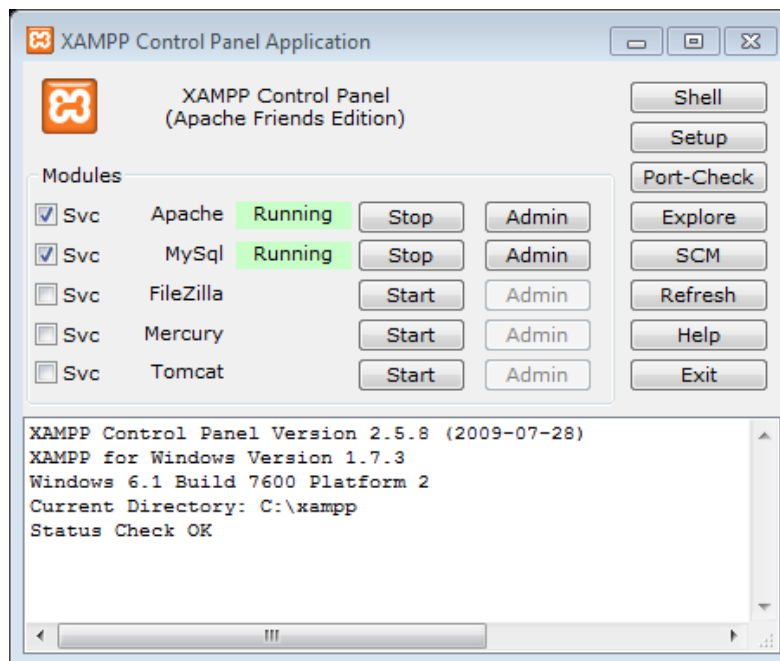 XAMPP Control Panel Application
XAMPP Control Panel
(Apache Friends Edition)
Shell
Setup
Port-Check
Explore
SCM
Refresh
Help
Exit
Modules
Svc Apache Running Stop Admin
Svc MySql Running Stop Admin
Svc FileZilla Start Admin
Svc Mercury Start Admin
Svc Tomcat Start Admin
XAMPP Control Panel Version 2.5.8 (2009-07-28)
XAMPP for Windows Version 1.7.3
Windows 6.1 Build 7600 Platform 2
Current Directory: C:\xampp
Status Check OK